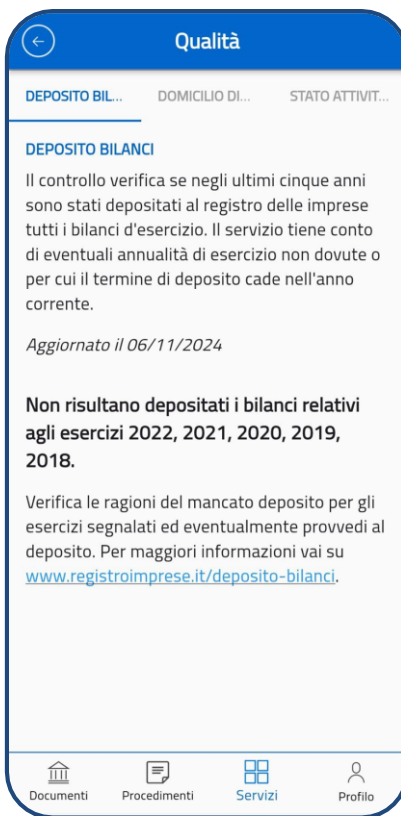 Qualità
DEPOSITO BIL... DOMICILIO DI... STATO ATTIVIT...
DEPOSITO BILANCI
Il controllo verifica se negli ultimi cinque anni
sono stati depositati al registro delle imprese
tutti i bilanci d'esercizio. Il servizio tiene conto
di eventuali annualità di esercizio non dovute o
per cui il termine di deposito cade nell'anno
corrente.
Aggiornato il 06/11/2024
Non risultano depositati i bilanci relativi
agli esercizi 2022, 2021, 2020, 2019,
2018.
Verifica le ragioni del mancato deposito per gli
esercizi segnalati ed eventualmente provvedi al
deposito. Per maggiori informazioni vai su
www.registroimprese.it/deposito-bilanci.
Documenti Procedimenti Servizi Profilo